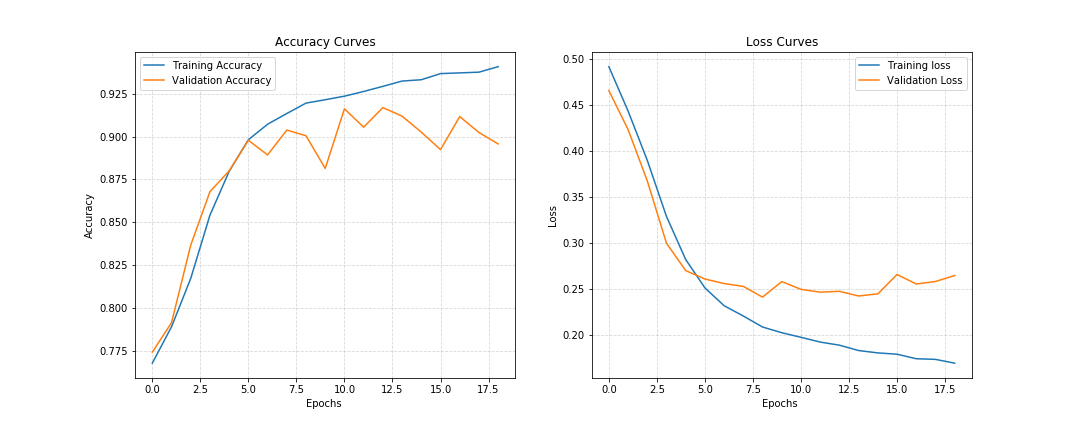 Accuracy Curves
Training Accuracy
Validation Accuracy
0.925
0.900
0.875
0.850
0.825
0.800
0.775
Accuracy
0.0 2.5 5.0 7.5 10.0 12.5 15.0 17.5
Epochs
Loss Curves
Training loss
Validation Loss
0.50
0.45
0.40
0.35
0.30
0.25
0.20
Loss
0.0 2.5 5.0 7.5 10.0 12.5 15.0 17.5
Epochs